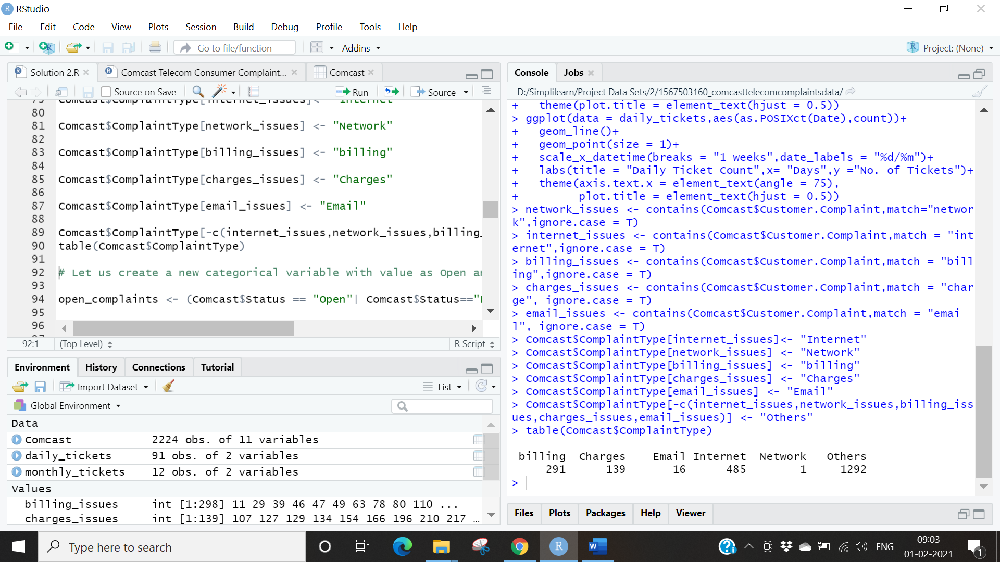 RStudio
File Edit Code View Plots Session Build Debug Profile Tools Help
Go to file/function Addins Project: (None)
Solution 2.R Comcast Telecom Consumer Complaint... Comcast
Source on Save Run Source
80
81 Comcast$ComplaintType[network_issues] <- "Network"
82
83 Comcast$ComplaintType[billing_issues] <- "billing"
84
85 Comcast$ComplaintType[charges_issues] <- "Charges"
86
87 Comcast$ComplaintType[email_issues] <- "Email"
88
89 Comcast$ComplaintType[-c(internet_issues,network_issues,billing_
90 table(Comcast$ComplaintType)
91
92 # Let us create a new categorical variable with value as Open
93
94 open_complaints <- (Comcast$Status == "Open"| Comcast$Status=="
95
96
92:1 (Top Level) R Script
Environment History Connections Tutorial
Import Dataset List
Global Environment
Data
Comcast 2224 obs. of 11 variables
daily_tickets 91 obs. of 2 variables
monthly_tickets 12 obs. of 2 variables
Values
billing_issues int [1:298] 11 29 39 46 47 49 63 78 80 110 ...
charges_issues int [1:139] 107 127 129 134 154 166 196 210 217 ...
Console Jobs
D:/Simplilearn/Project Data Sets/2/1567503160_comcasttelecomcomplaintsdata/
+ theme(plot.title = element_text(hjust = 0.5))
> ggplot(data = daily_tickets,aes(as.POSIXct(Date),count))+
+ geom_line()+
+ geom_point(size = 1)+
+ scale_x_datetime(breaks = "1 weeks",date_labels = "%d/%m")+
+ labs(title = "Daily Ticket Count",x= "Days",y ="No. of Tickets")+
+ theme(axis.text.x = element_text(angle = 75),
+ plot.title = element_text(hjust = 0.5))
> network_issues <- contains(Comcast$Customer.Complaint,match="networ
k",ignore.case = T)
> internet_issues <- contains(Comcast$Customer.Complaint,match = "int
ernet",ignore.case = T)
> billing_issues <- contains(Comcast$Customer.Complaint,match = "bill
ing",ignore.case = T)
> charges_issues <- contains(Comcast$Customer.Complaint,match = "char
ge", ignore.case = T)
> email_issues <- contains(Comcast$Customer.Complaint,match = "emai
l", ignore.case = T)
> Comcast$ComplaintType[internet_issues]<- "Internet"
> Comcast$ComplaintType[network_issues] <- "Network"
> Comcast$ComplaintType[billing_issues] <- "billing"
> Comcast$ComplaintType[charges_issues] <- "Charges"
> Comcast$ComplaintType[email_issues] <- "Email"
> Comcast$ComplaintType[-c(internet_issues,network_issues,billing_iss
ues,charges_issues,email_issues)] <- "Others"
> table(Comcast$ComplaintType)
billing Charges Email Internet Network Others
291 139 16 485 1 1292
>
Files Plots Packages Help Viewer
Type here to search
ENG
09:03
01-02-2021
1